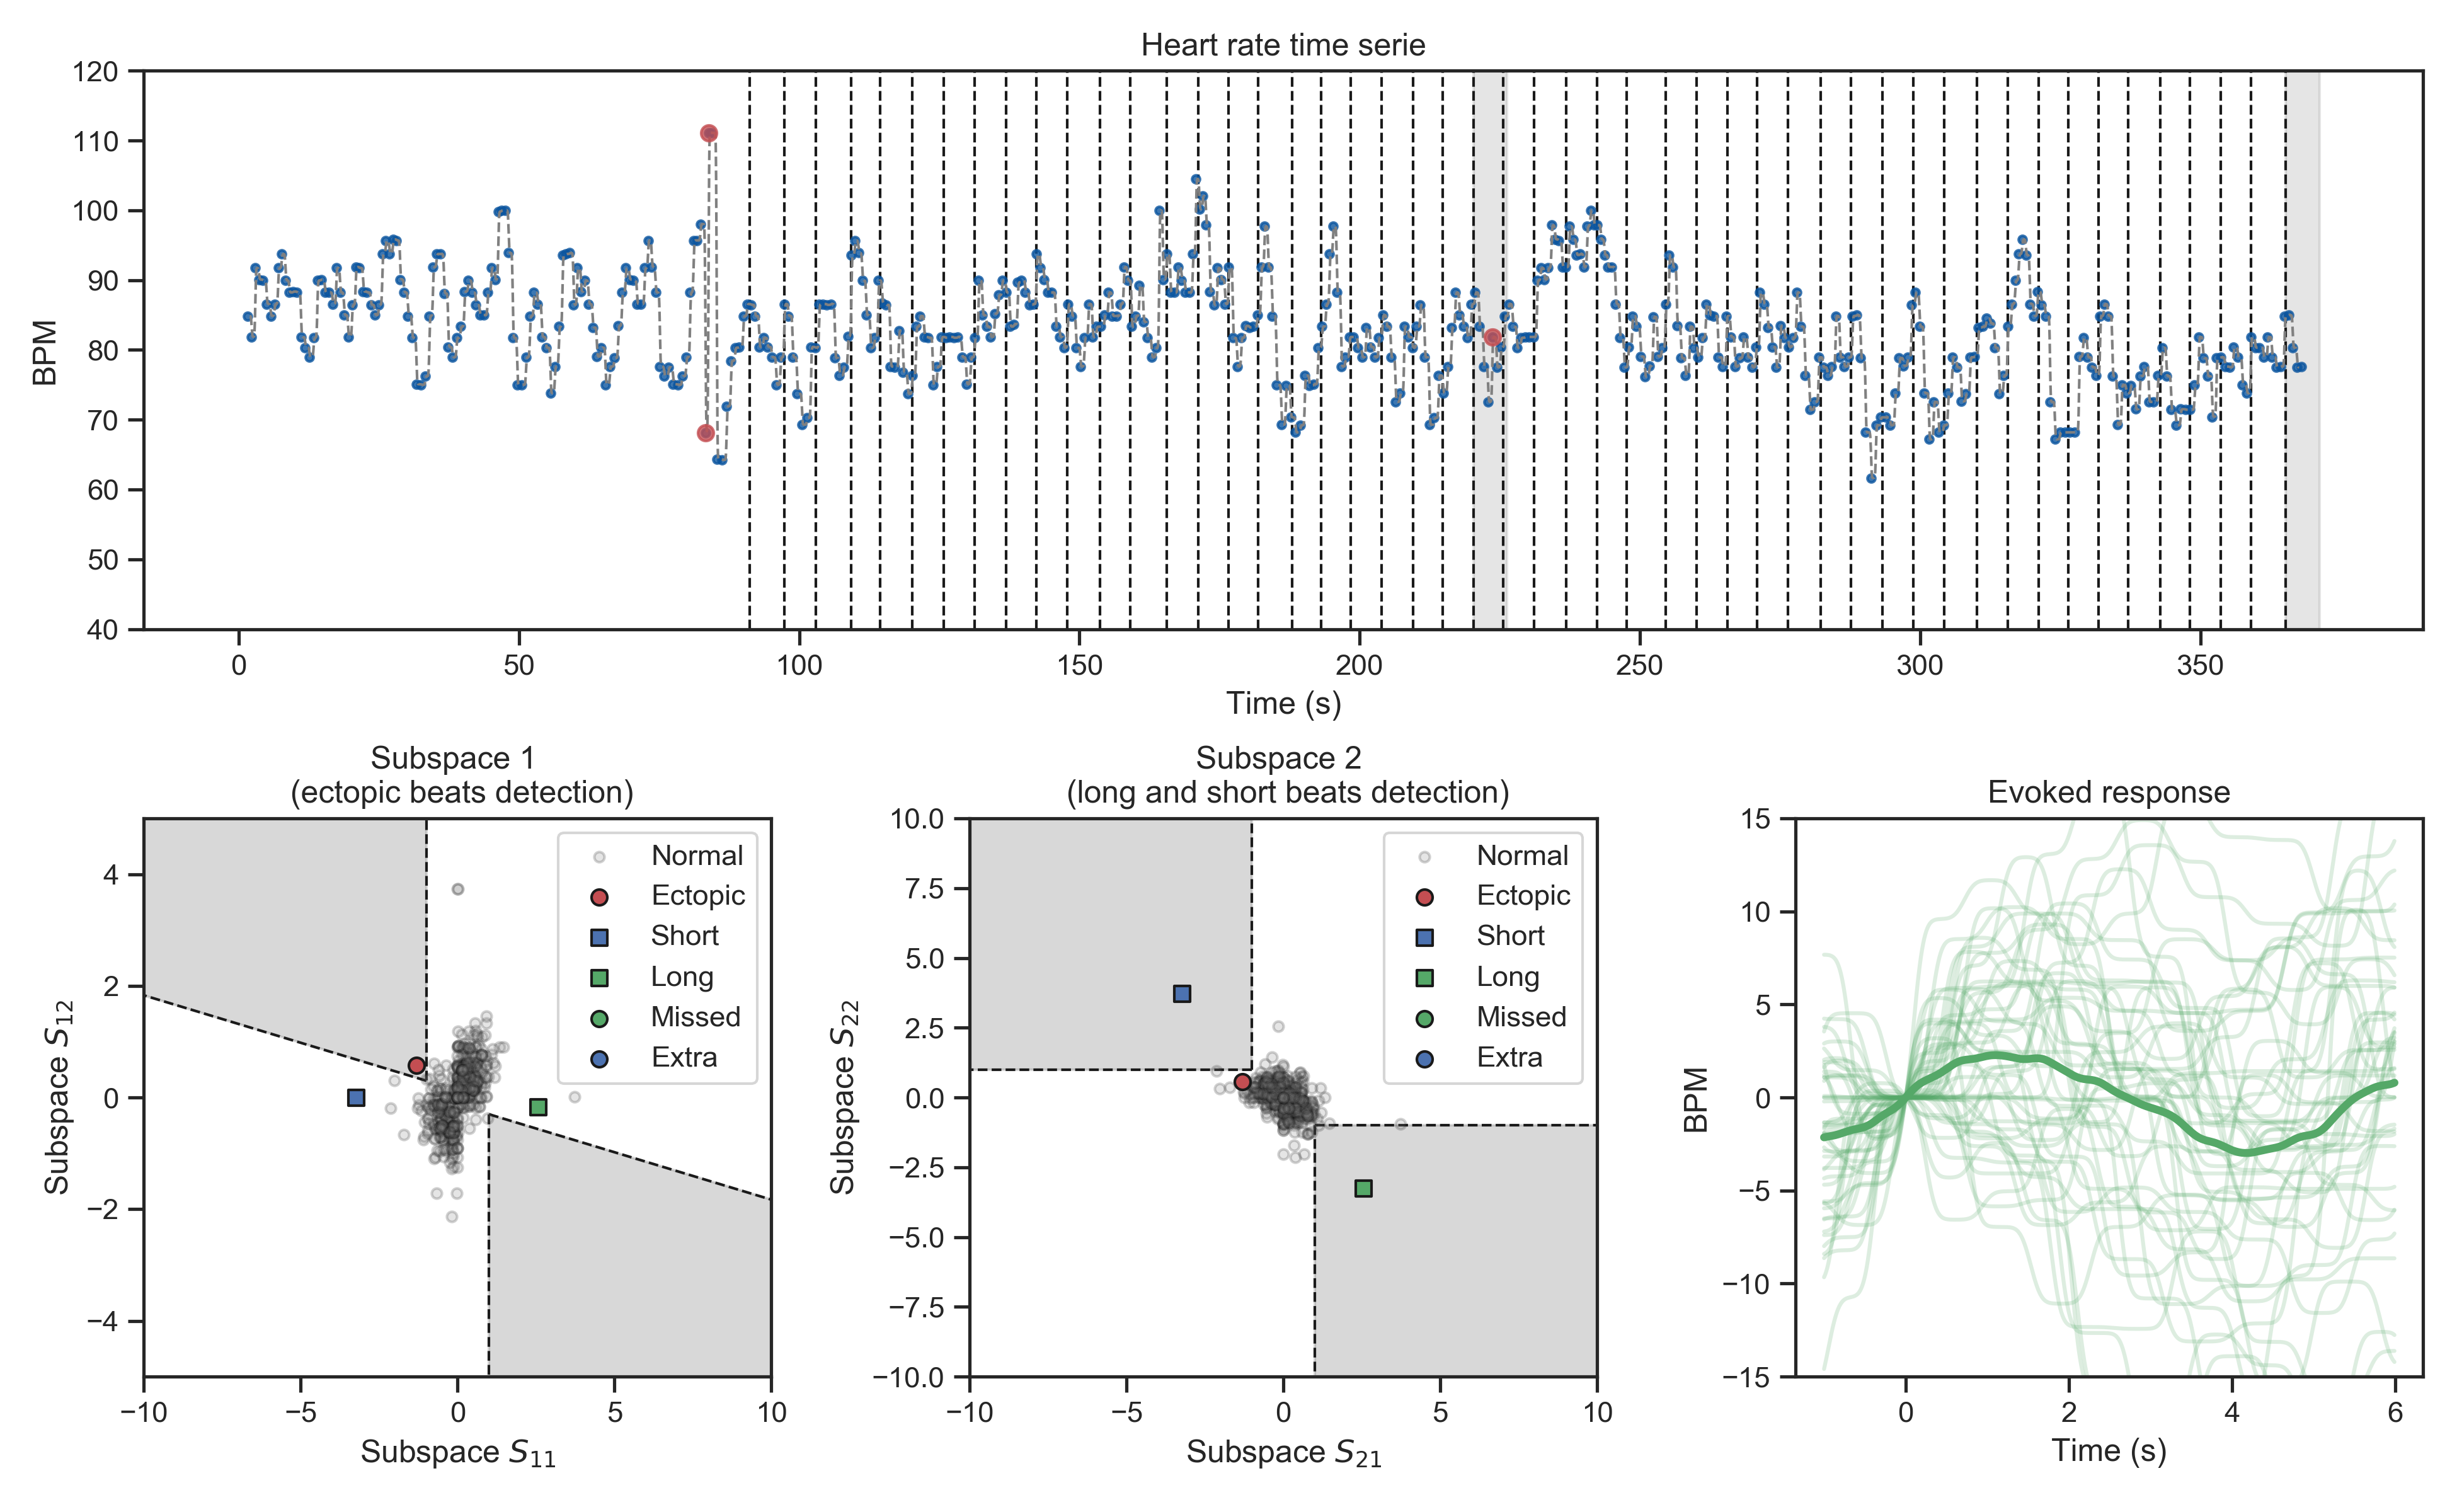 Heart rate time serie
120
110
100
90
80
70
60
50
40
BPM
0 50 100 150 200 250 300 350
Time (s)
Subspace 1
(ectopic beats detection)
4
2
0
−2
−4
Subspace S12
Normal
Ectopic
Short
Long
Missed
Extra
−10 −5 0 5 10
Subspace S11
Subspace 2
(long and short beats detection)
10.0
7.5
5.0
2.5
0.0
−2.5
−5.0
−7.5
−10.0
Subspace S22
Normal
Ectopic
Short
Long
Missed
Extra
−10 −5 0 5 10
Subspace S21
Evoked response
15
10
5
0
−5
−10
−15
BPM
0 2 4 6
Time (s)